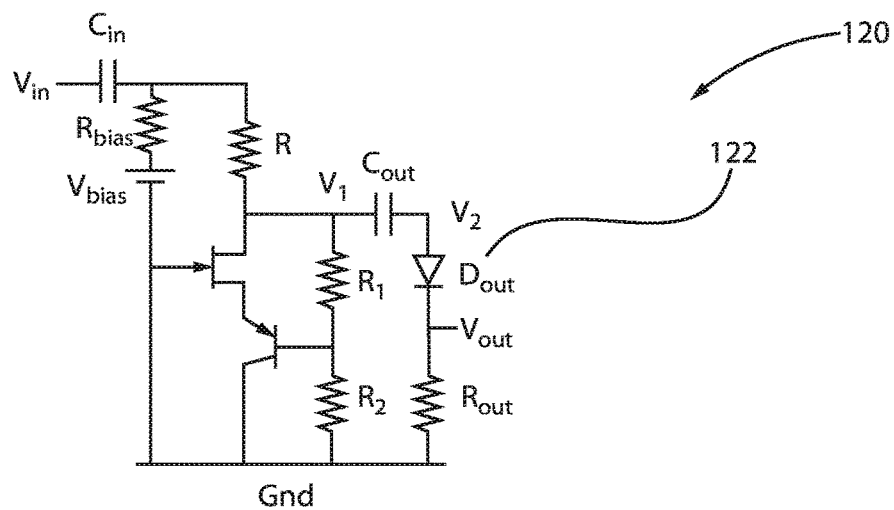 120
C_in
V_in
R_bias
R
122
V_bias
V_1
C_out
V_2
R_1
D_out
V_out
R_2
R_out
Gnd